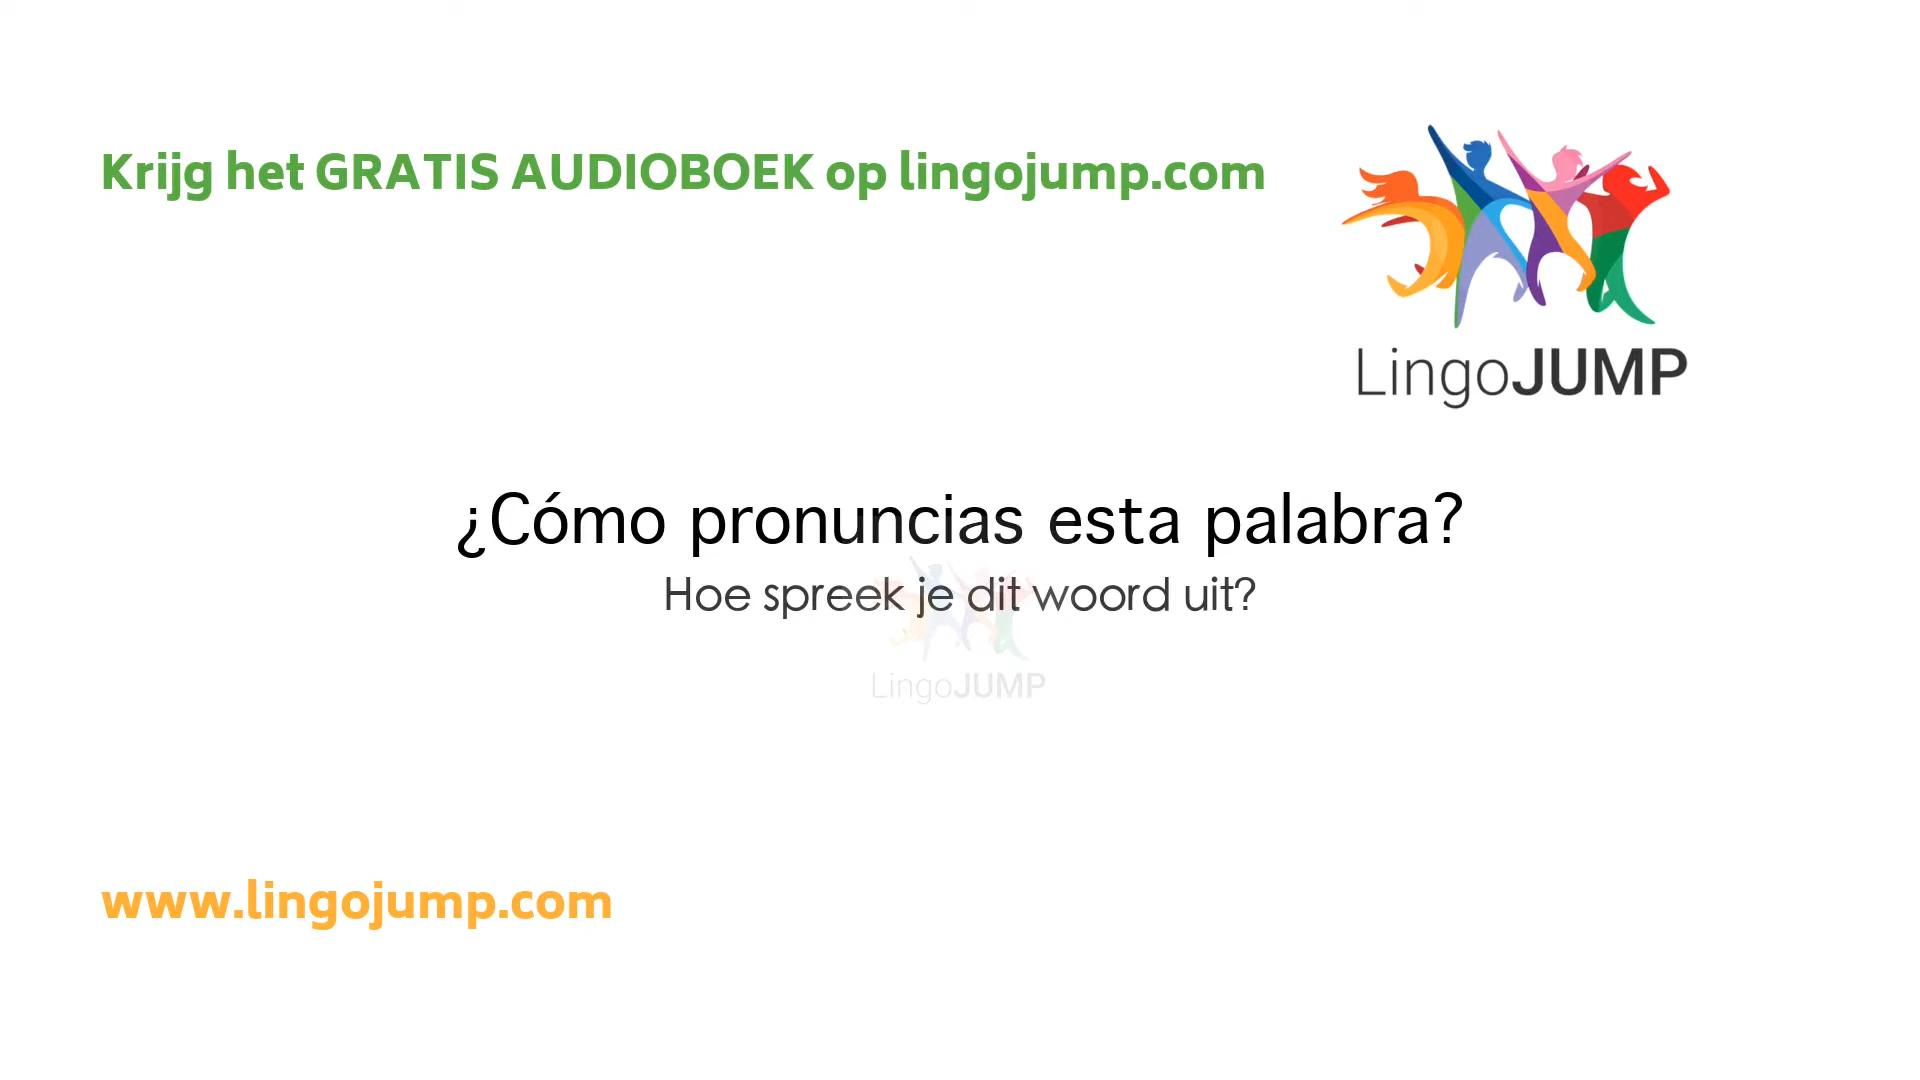 Krijg het GRATIS AUDIOBOEK op lingojump.com
LingoJUMP
¿Cómo pronuncias esta palabra?
Hoe spreek je dit woord uit?
LingoJUMP
www.lingojump.com